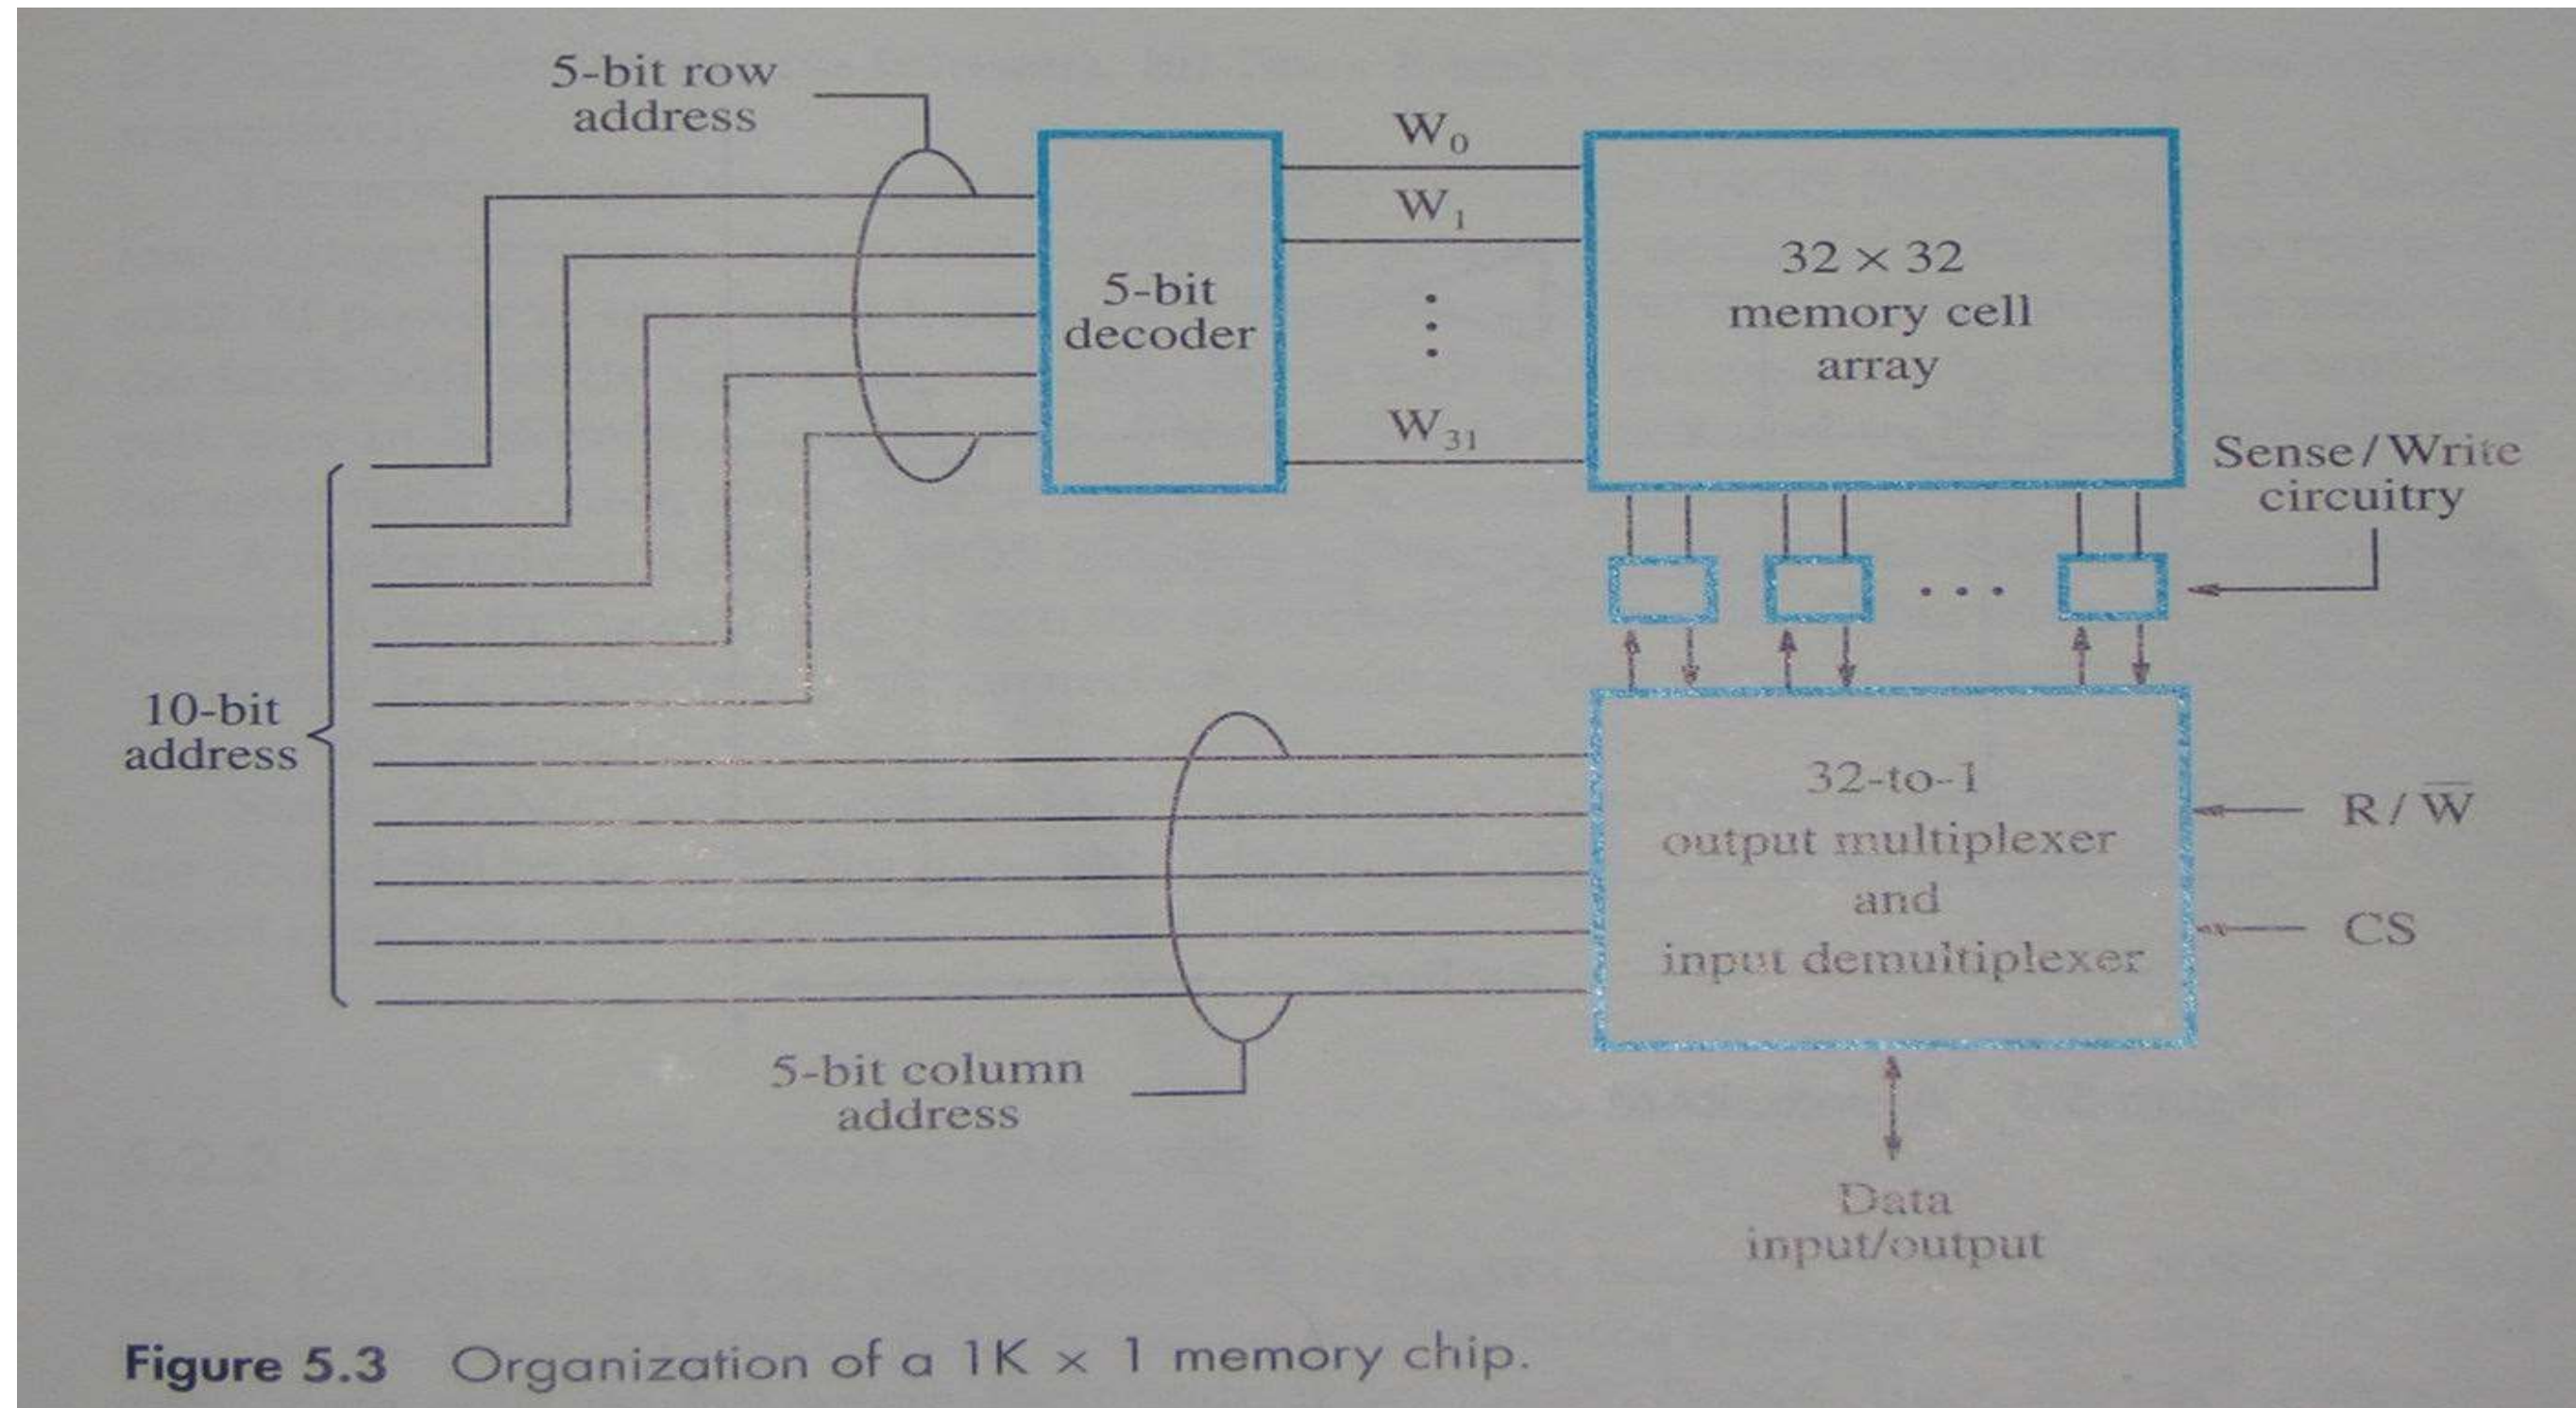 5-bit row
address
W0
W1
5-bit
decoder
W31
32 × 32
memory cell
array
Sense/Write
circuitry
10-bit
address
32-to-1
output multiplexer
and
input demultiplexer
R/W̅
CS
5-bit column
address
Data
input/output
Figure 5.3 Organization of a 1K × 1 memory chip.